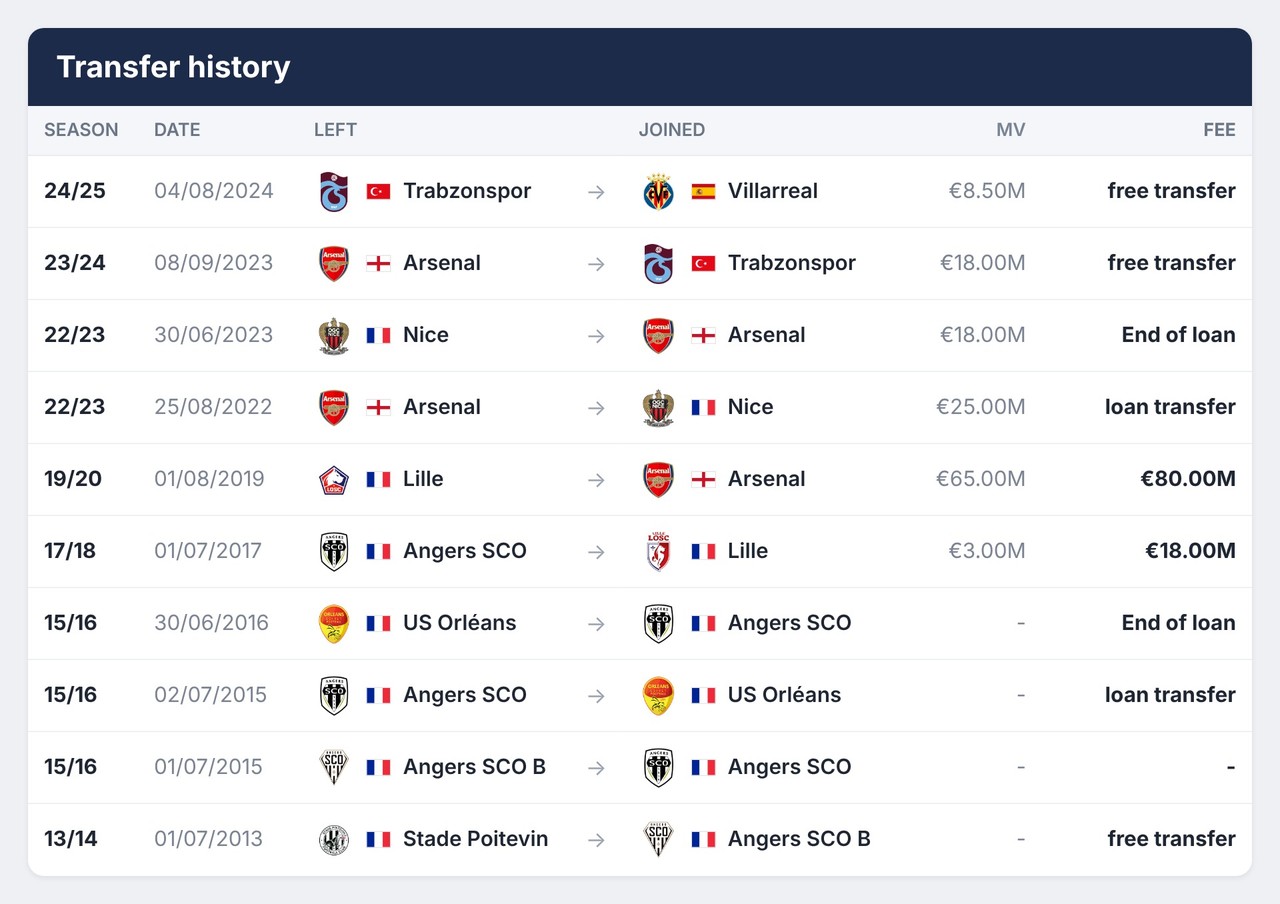 Transfer history
SEASON DATE LEFT JOINED MV FEE
24/25 04/08/2024 Trabzonspor → Villarreal €8.50M free transfer
23/24 08/09/2023 Arsenal → Trabzonspor €18.00M free transfer
22/23 30/06/2023 Nice → Arsenal €18.00M End of loan
22/23 25/08/2022 Arsenal → Nice €25.00M loan transfer
19/20 01/08/2019 Lille → Arsenal €65.00M €80.00M
17/18 01/07/2017 Angers SCO → Lille €3.00M €18.00M
15/16 30/06/2016 US Orléans → Angers SCO - End of loan
15/16 02/07/2015 Angers SCO → US Orléans - loan transfer
15/16 01/07/2015 Angers SCO B → Angers SCO - -
13/14 01/07/2013 Stade Poitevin → Angers SCO B - free transfer